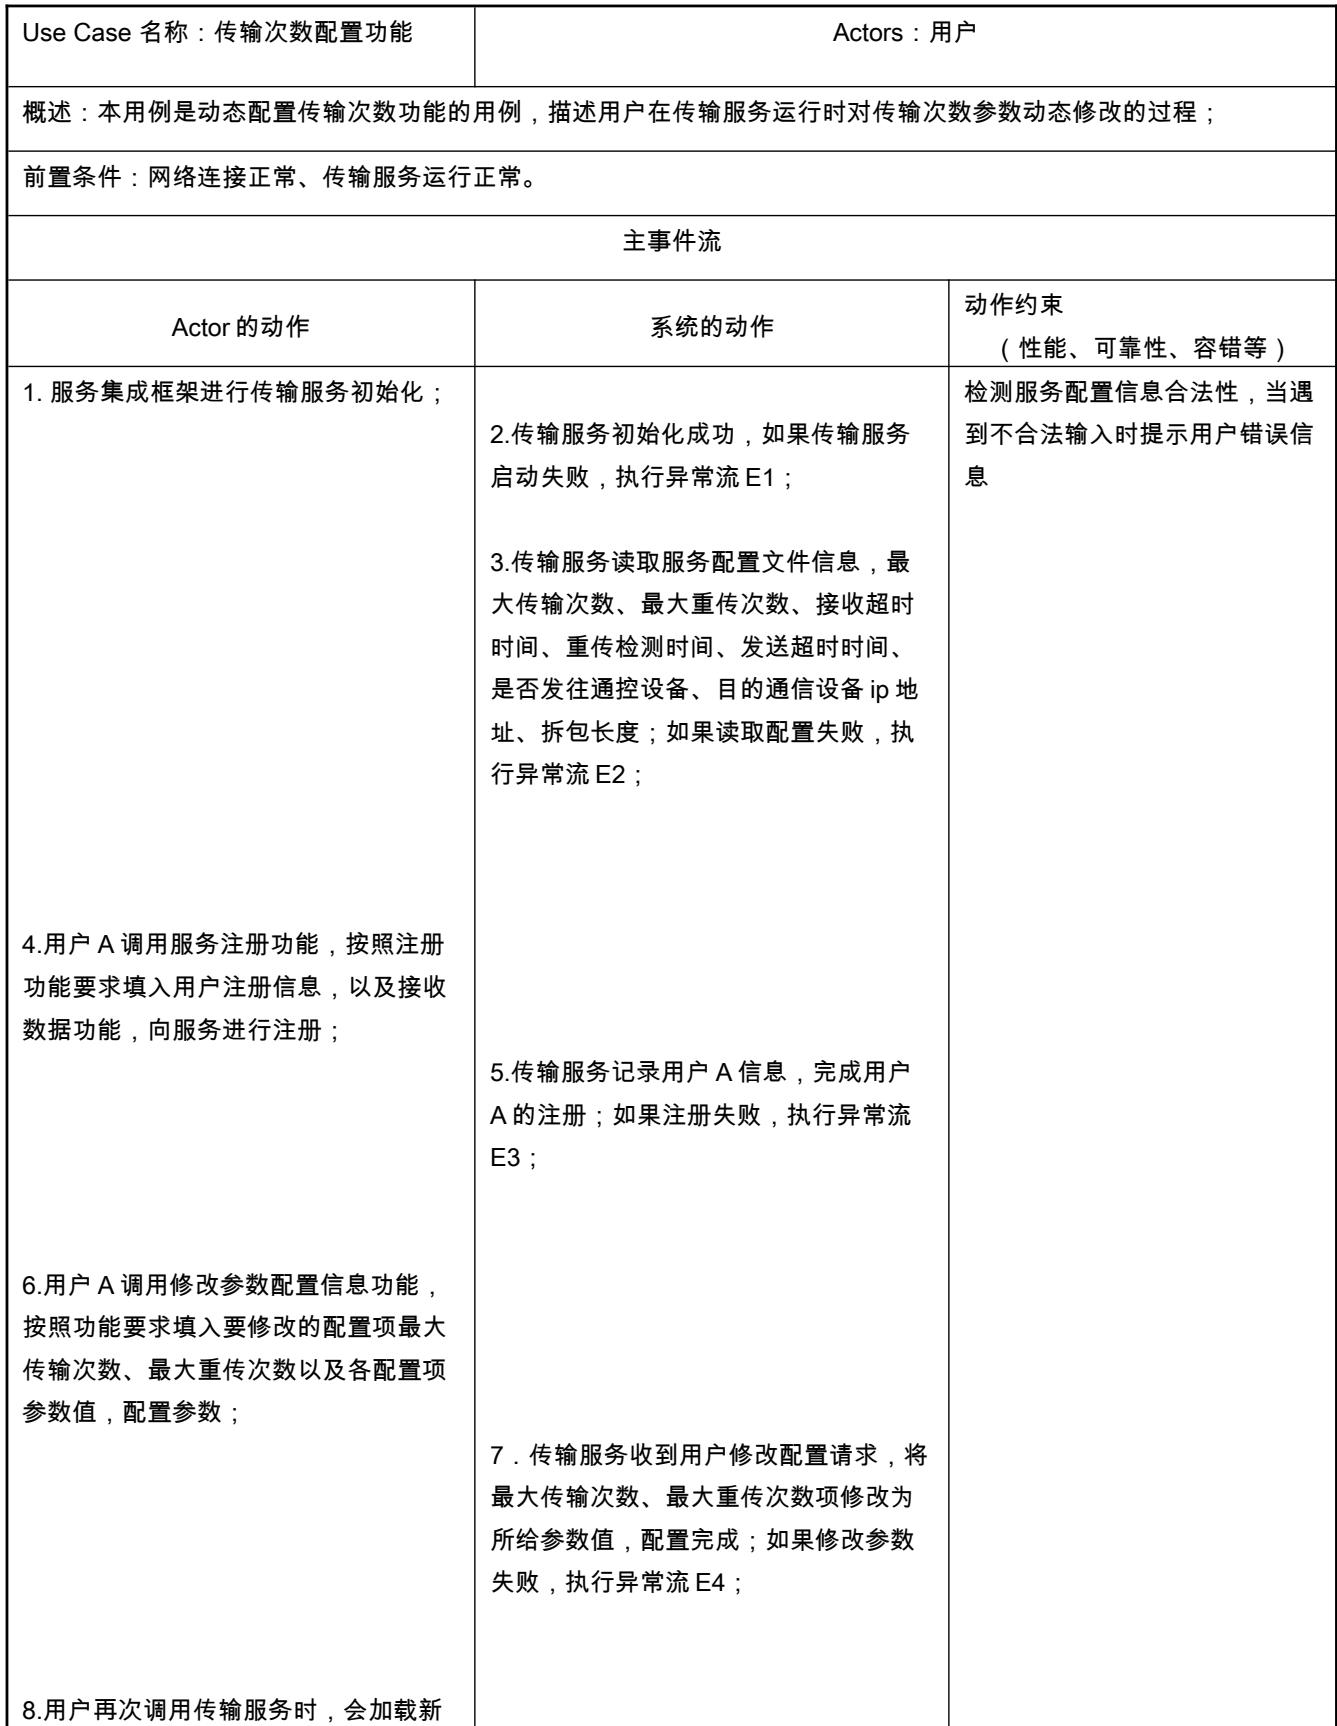 Use Case 名称：传输次数配置功能
Actors：用户
概述：本用例是动态配置传输次数功能的用例，描述用户在传输服务运行时对传输次数参数动态修改的过程；
前置条件：网络连接正常、传输服务运行正常。
主事件流
Actor 的动作
系统的动作
动作约束
（性能、可靠性、容错等）
1. 服务集成框架进行传输服务初始化；
2.传输服务初始化成功，如果传输服务
启动失败，执行异常流 E1；
3.传输服务读取服务配置文件信息，最
大传输次数、最大重传次数、接收超时
时间、重传检测时间、发送超时时间、
是否发往通控设备、目的通信设备 ip 地
址、拆包长度；如果读取配置失败，执
行异常流 E2；
检测服务配置信息合法性，当遇
到不合法输入时提示用户错误信
息
4.用户 A 调用服务注册功能，按照注册
功能要求填入用户注册信息，以及接收
数据功能，向服务进行注册；
5.传输服务记录用户 A 信息，完成用户
A 的注册；如果注册失败，执行异常流
E3；
6.用户 A 调用修改参数配置信息功能，
按照功能要求填入要修改的配置项最大
传输次数、最大重传次数以及各配置项
参数值，配置参数；
7．传输服务收到用户修改配置请求，将
最大传输次数、最大重传次数项修改为
所给参数值，配置完成；如果修改参数
失败，执行异常流 E4；
8.用户再次调用传输服务时，会加载新